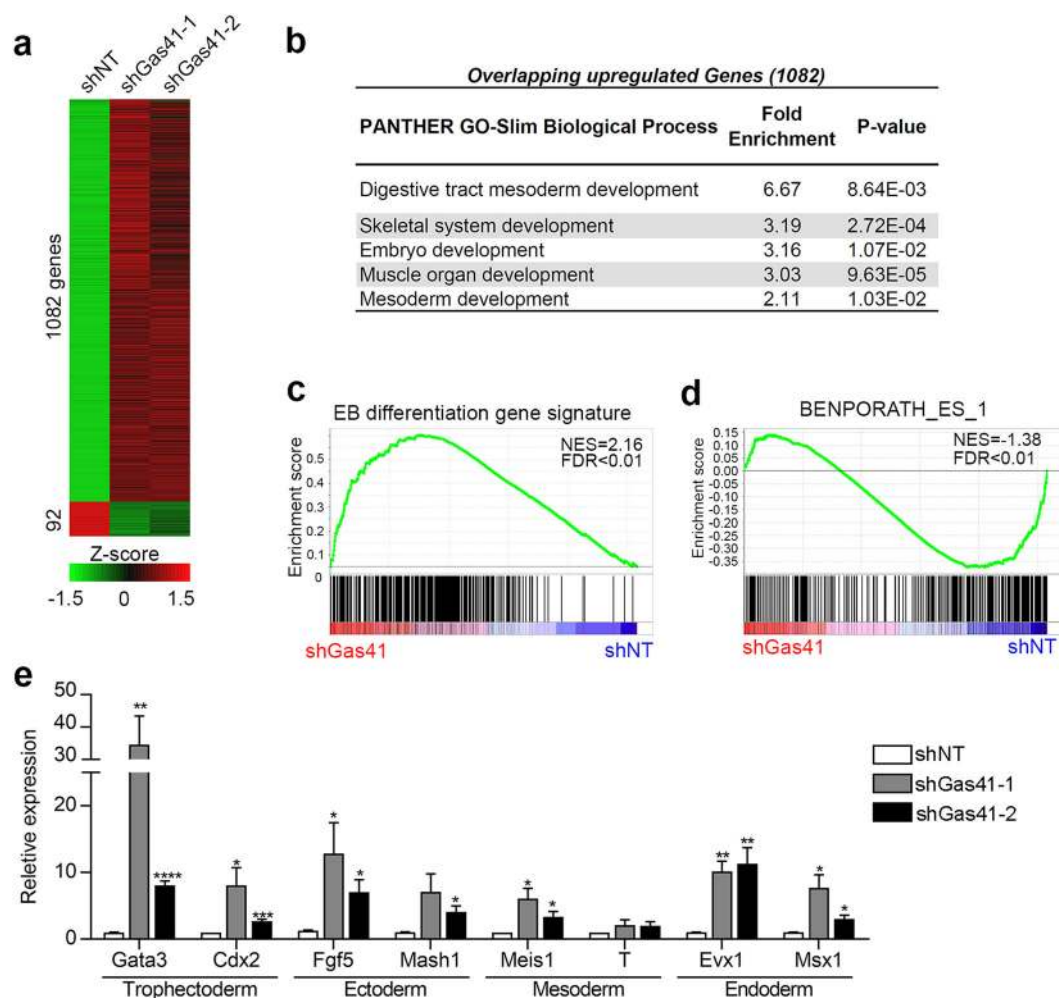 a
shNT
shGas41-1
shGas41-2
1082 genes
92
Z-score
-1.5 0 1.5
b
Overlapping upregulated Genes (1082)
PANTHER GO-Slim Biological Process Fold Enrichment P-value
Digestive tract mesoderm development 6.67 8.64E-03
Skeletal system development 3.19 2.72E-04
Embryo development 3.16 1.07E-02
Muscle organ development 3.03 9.63E-05
Mesoderm development 2.11 1.03E-02
c
EB differentiation gene signature
NES=2.16
FDR<0.01
Enrichment score
0.5
0.4
0.3
0.2
0.1
0
shGas41 shNT
d
BENPORATH_ES_1
NES=-1.38
FDR<0.01
Enrichment score
0.15
0.10
0.05
0.00
-0.05
-0.10
-0.15
-0.20
-0.25
-0.30
-0.35
shGas41 shNT
e
Reletive expression
50
40
30
20
10
0
** **** * *** * * * * * ** ** * *
shNT
shGas41-1
shGas41-2
Gata3 Cdx2 Fgf5 Mash1 Meis1 T Evx1 Msx1
Trophectoderm Ectoderm Mesoderm Endoderm